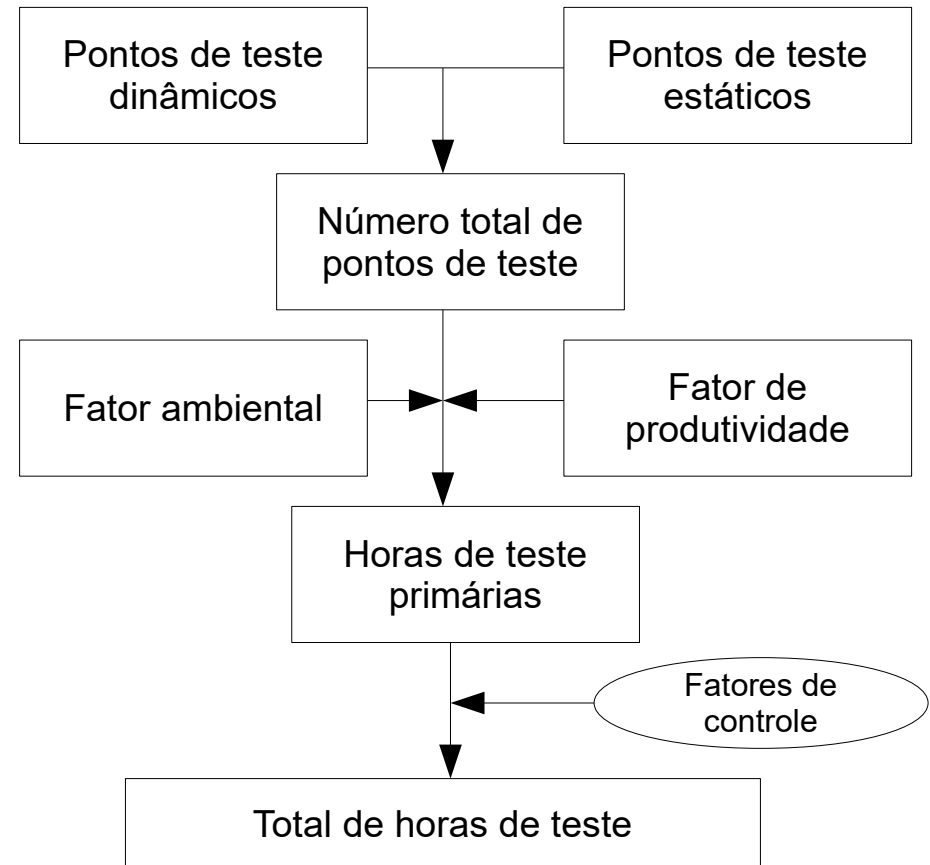 Pontos de teste
dinâmicos
Pontos de teste
estáticos
Número total de
pontos de teste
Fator ambiental
Fator de
produtividade
Horas de teste
primárias
Fatores de
controle
Total de horas de teste